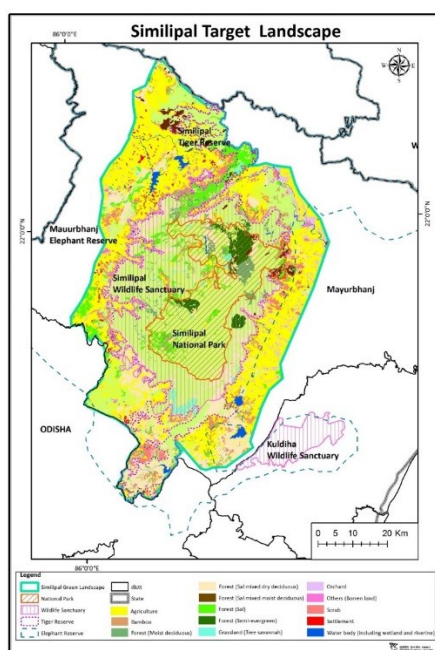 Similipal Target Landscape
86°0'0"E
N
W
E
S
Similipal
Tiger Reserve
W
22°0'0"N
22°0'0"N
Mauurbhanj
Elephant Reserve
Similipal
Wildlife Sanctuary
Mayurbhanj
Similipal
National Park
ODISHA
Kuldiha
Wildlife Sanctuary
0 10 20 Km
86°0'0"E
Legend
Similipal Green Landscape
National Park
Wildlife Sanctuary
Tiger Reserve
Elephant Reserve
State
Agriculture
Bamboo
Forest (Moist deciduous)
Forest (Sal mixed dry deciduous)
Forest (Sal mixed moist deciduous)
Forest (Sal)
Forest (Semi-evergreen)
Grassland (Tree savannah)
Orchard
Others (Barren land)
Scrub
Settlement
Water body (Including wetland and riverine)